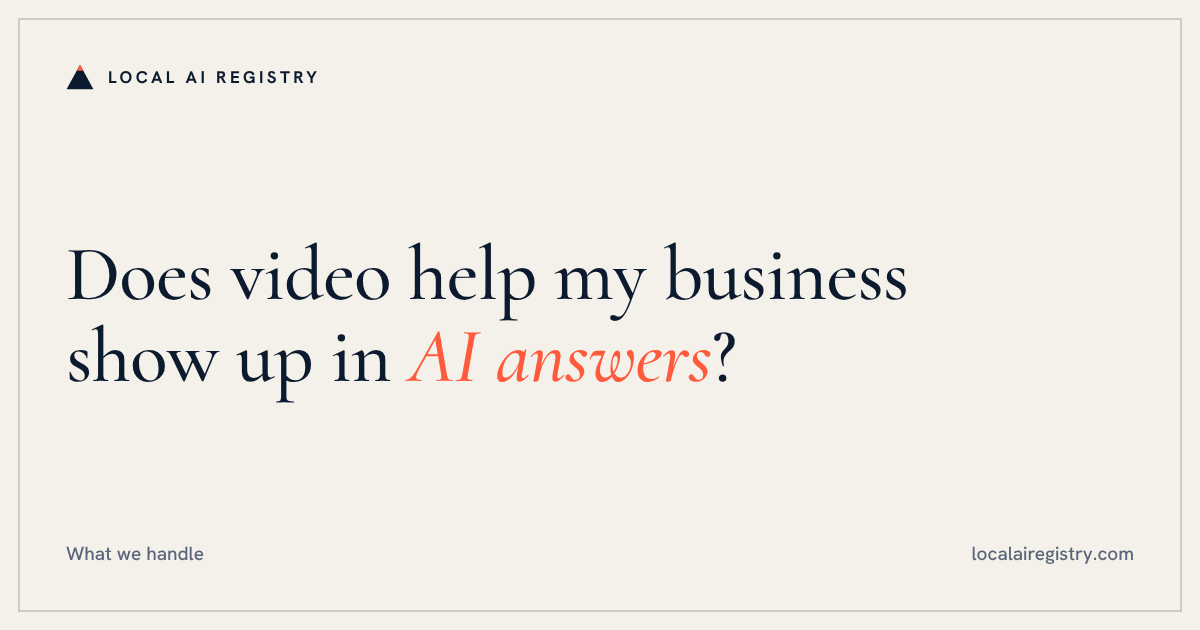 LOCAL AI REGISTRY
Does video help my business
show up in AI answers?
What we handle
localairegistry.com